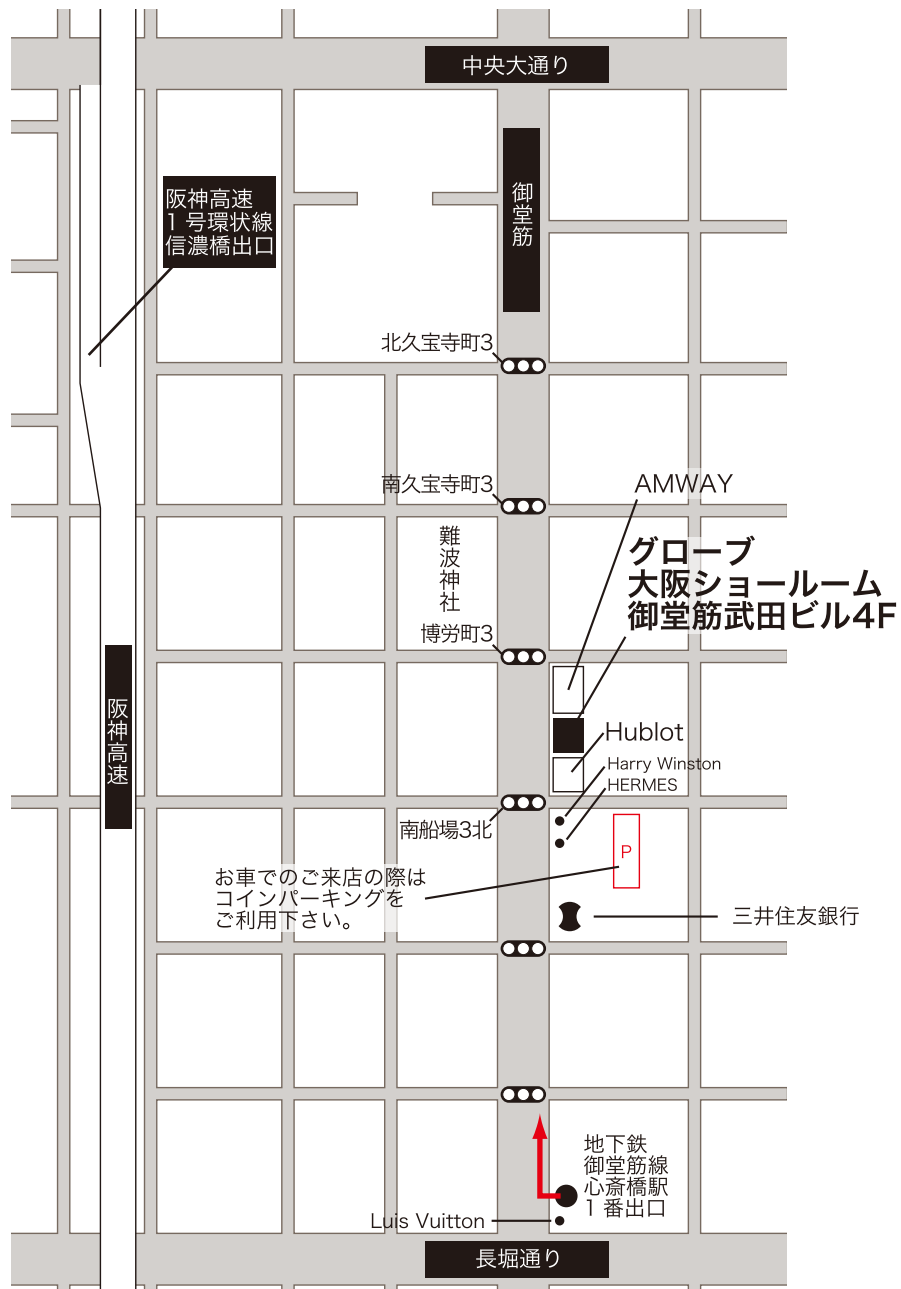 中央大通り
御堂筋
阪神高速
1号環状線
信濃橋出口
北久宝寺町3
南久宝寺町3
AMWAY
難波神社
グローブ
大阪ショールーム
御堂筋武田ビル4F
博労町3
阪神高速
Hublot
Harry Winston
HERMES
南船場3北
P
お車でのご来店の際は
コインパーキングを
ご利用下さい。
三井住友銀行
地下鉄
御堂筋線
心斎橋駅
1番出口
Luis Vuitton
長堀通り